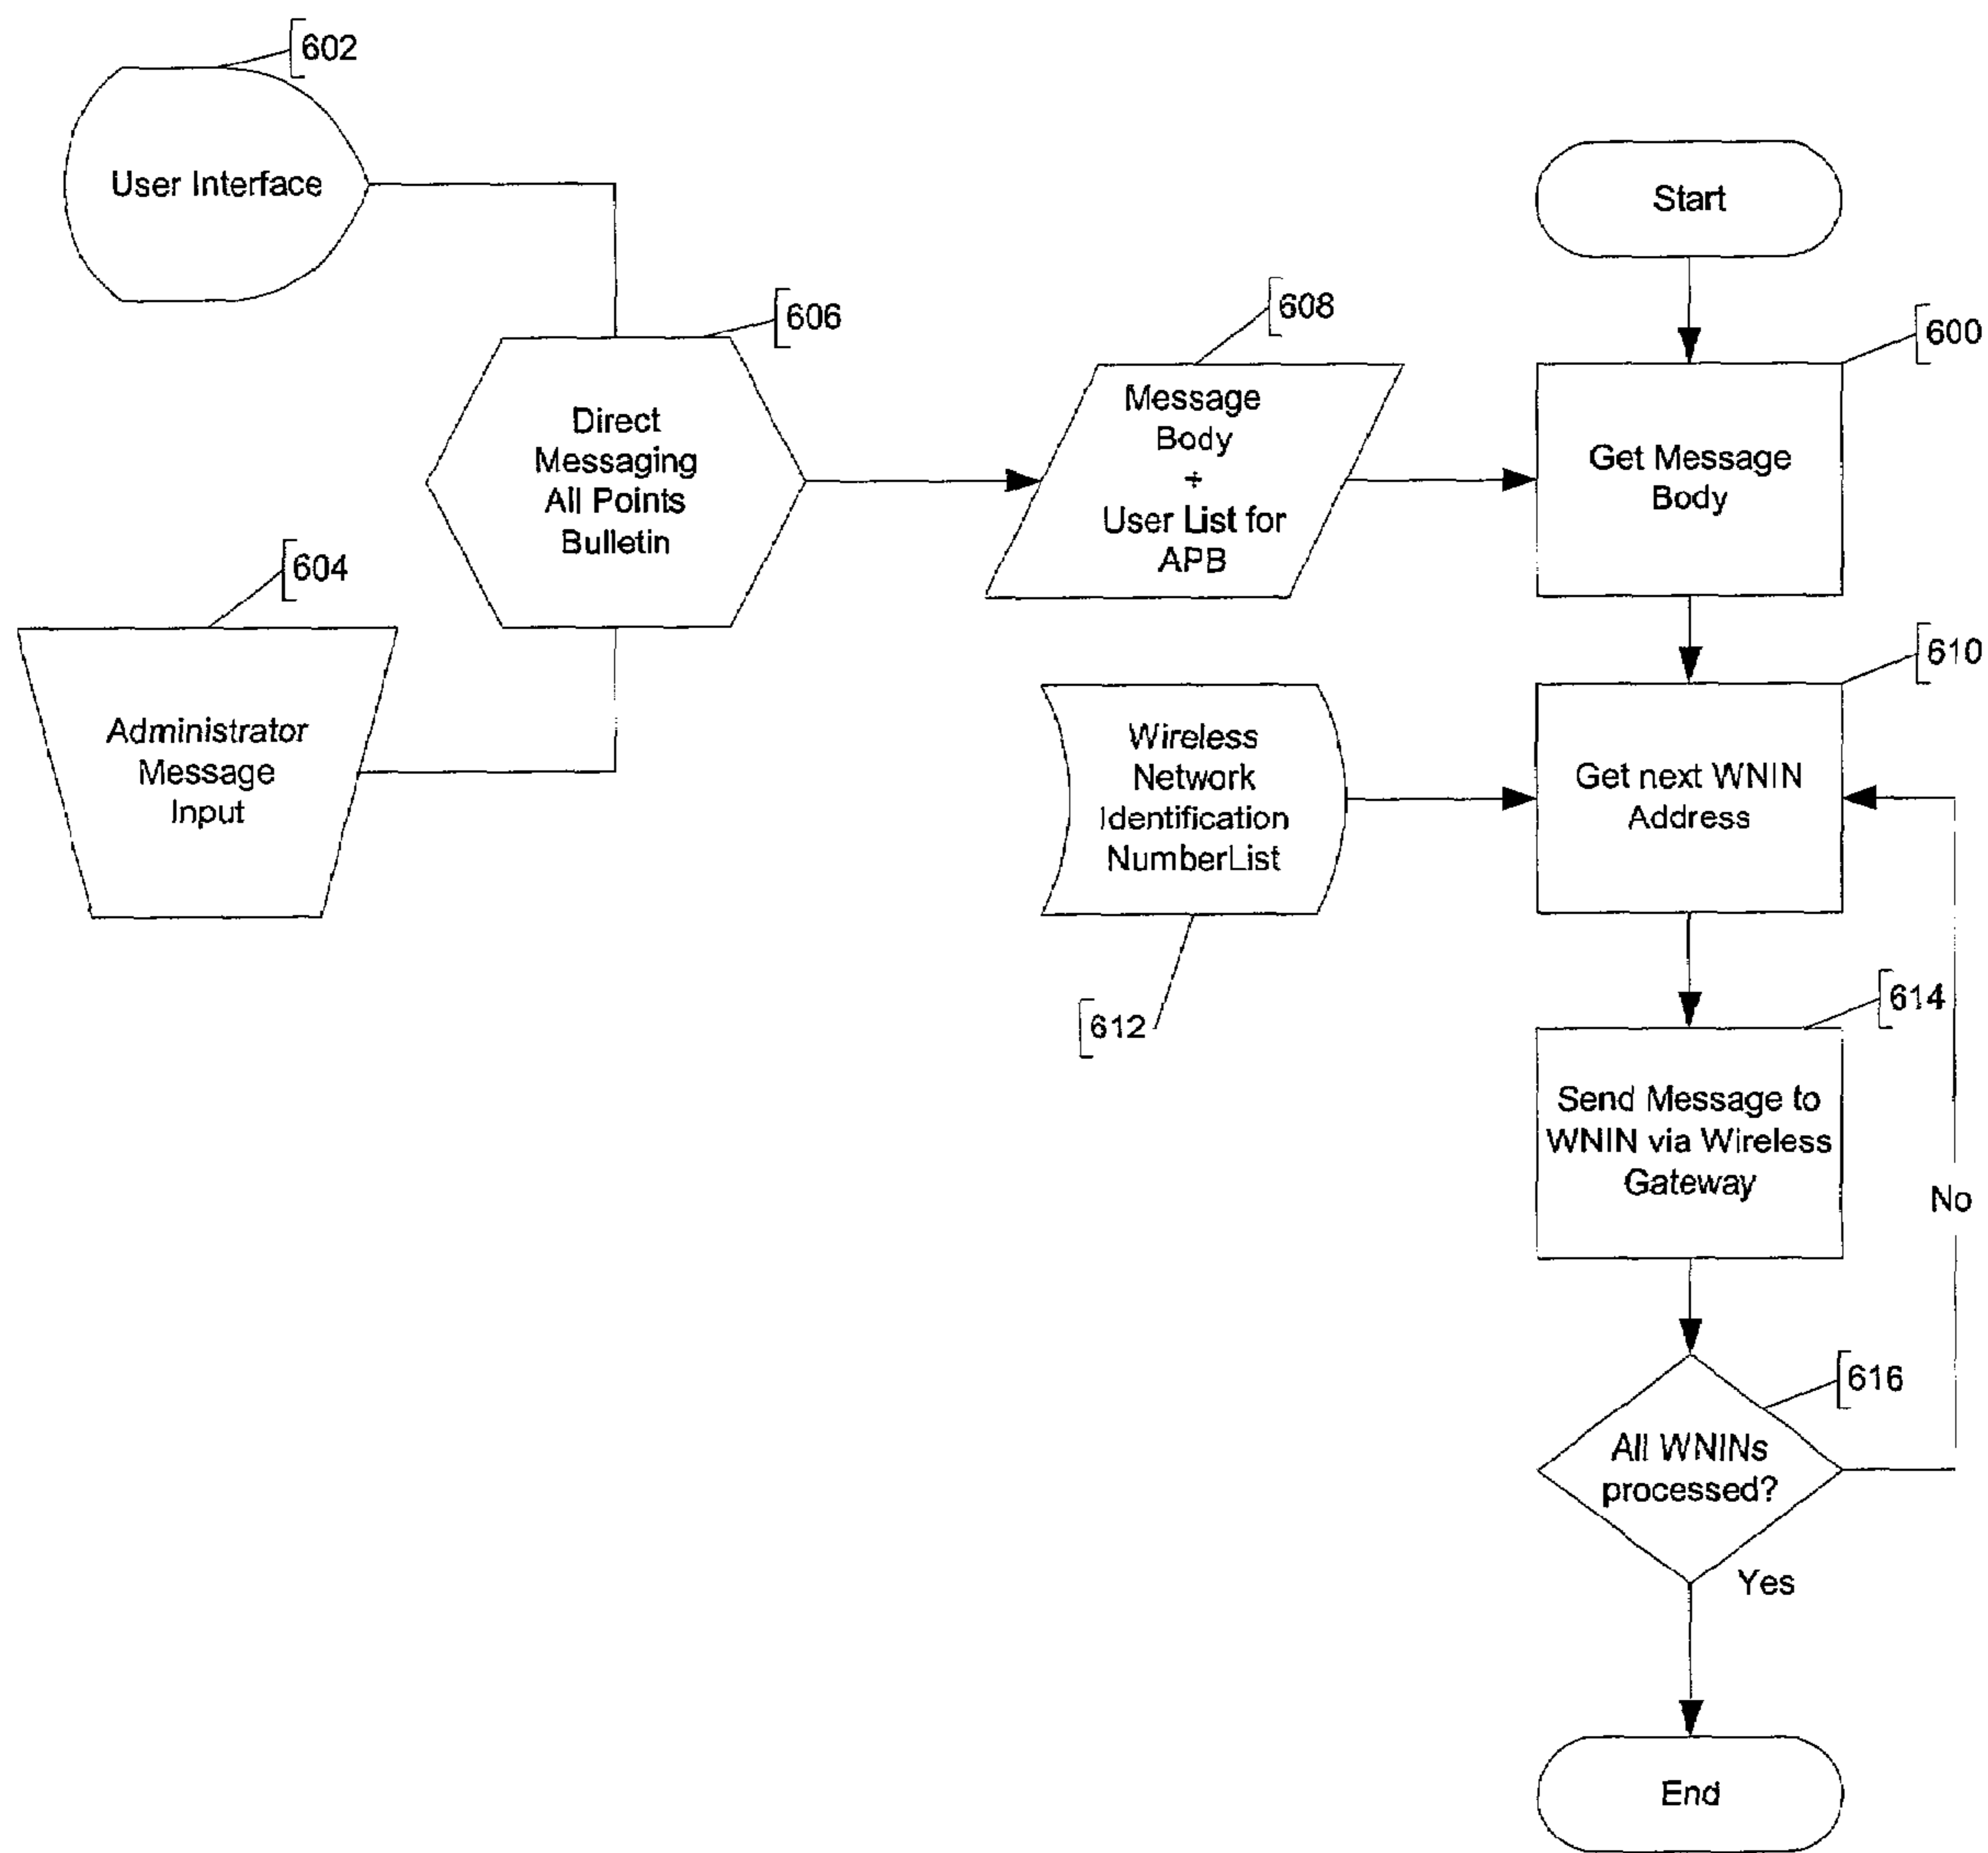 602
User Interface
Start
606
608
600
Direct
Messaging
All Points
Bulletin
Message
Body
+
User List for
APB
Get Message
Body
604
610
Administrator
Message
Input
Wireless
Network
Identification
NumberList
Get next WNIN
Address
612
614
Send Message to
WNIN via Wireless
Gateway
No
616
All WNINs
processed?
Yes
End